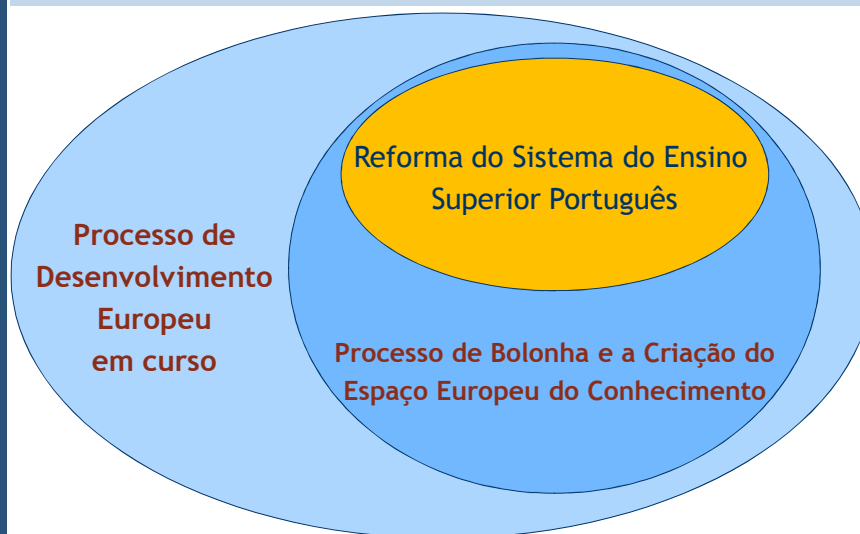 Reforma do Sistema do Ensino
Superior Português
Processo de
Desenvolvimento
Europeu
em curso
Processo de Bolonha e a Criação do
Espaço Europeu do Conhecimento